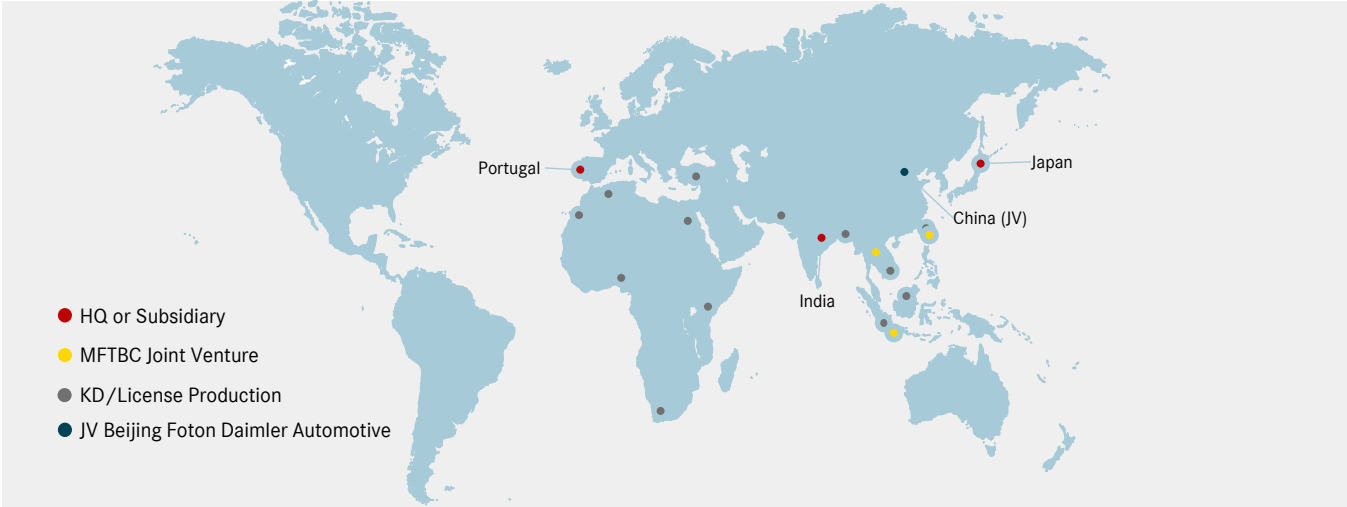 Portugal
Japan
China (JV)
India
HQ or Subsidiary
MFTBC Joint Venture
KD/License Production
JV Beijing Foton Daimler Automotive